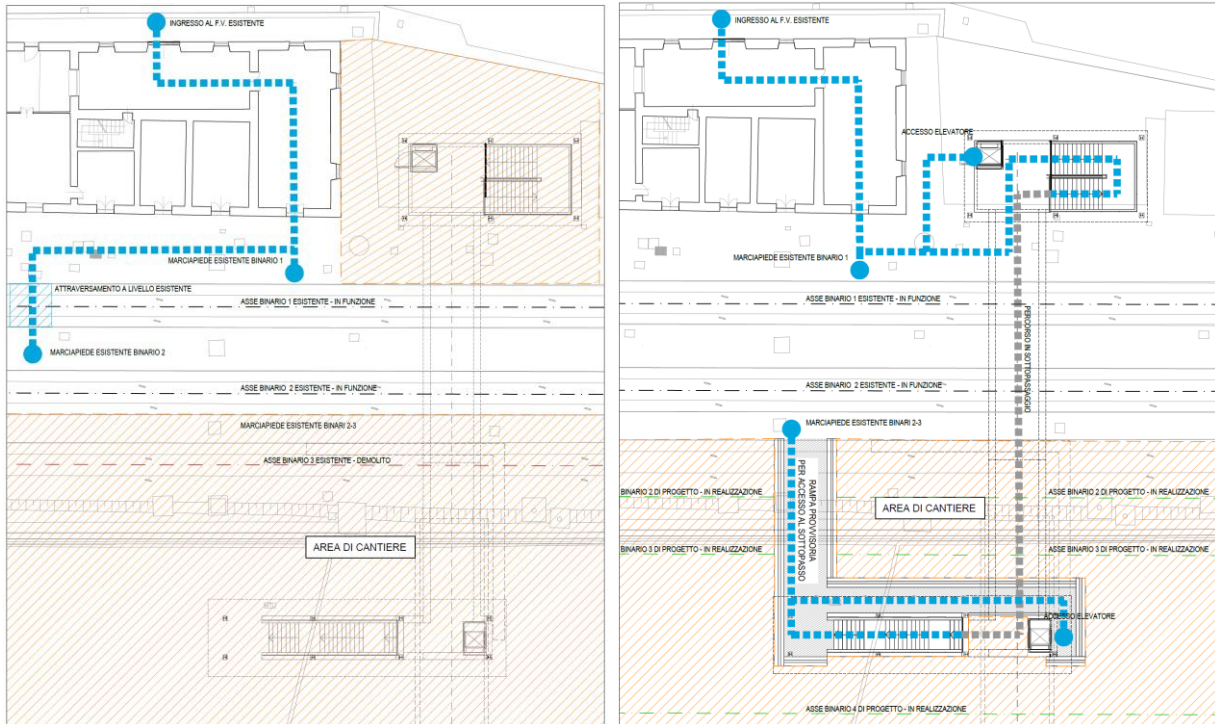 INGRESSO AL F.V. ESISTENTE
MARCIAPIEDE ESISTENTE BINARIO 1
ATTRAVERSAMENTO A LIVELLO ESISTENTE
ASSE BINARIO 1 ESISTENTE - IN FUNZIONE
MARCIAPIEDE ESISTENTE BINARIO 2
ASSE BINARIO 2 ESISTENTE - IN FUNZIONE
MARCIAPIEDE ESISTENTE BINARI 2-3
ASSE BINARIO 3 ESISTENTE - DEMOLITO
AREA DI CANTIERE
INGRESSO AL F.V. ESISTENTE
ACCESSO ELEVATORE
MARCIAPIEDE ESISTENTE BINARIO 1
ASSE BINARIO 1 ESISTENTE - IN FUNZIONE
PERCORSO IN SOTTOPASSAGGIO
ASSE BINARIO 2 ESISTENTE - IN FUNZIONE
MARCIAPIEDE ESISTENTE BINARI 2-3
RAMPA PROVVISORIA
PER ACCESSO AL SOTTOPASSO
BINARIO 2 DI PROGETTO - IN REALIZZAZIONE
ASSE BINARIO 2 DI PROGETTO - IN REALIZZAZIONE
AREA DI CANTIERE
BINARIO 3 DI PROGETTO - IN REALIZZAZIONE
ASSE BINARIO 3 DI PROGETTO - IN REALIZZAZIONE
ACCESSO ELEVATORE
ASSE BINARIO 4 DI PROGETTO - IN REALIZZAZIONE